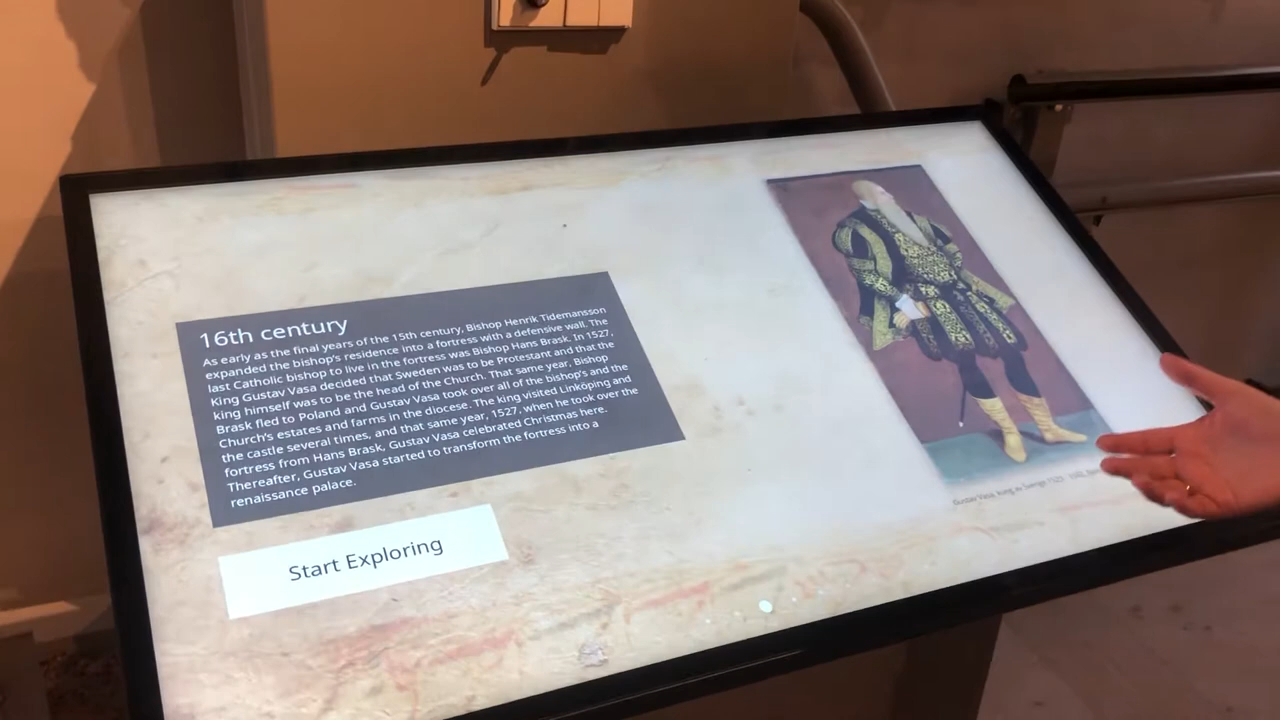 16th century
As early as the final years of the 15th century, Bishop Henrik Tidemansson
expanded the bishop's residence into a fortress with a defensive wall. The
last Catholic bishop to live in the fortress was Bishop Hans Brask. In 1527,
King Gustav Vasa decided that Sweden was to be Protestant and that the
king himself was to be the head of the Church. That same year, Bishop
Brask fled to Poland and Gustav Vasa took over all of the bishop's and the
Church's estates and farms in the diocese. The king visited Linköping and
the castle several times, and that same year, 1527, when he took over the
fortress from Hans Brask, Gustav Vasa celebrated Christmas here.
Thereafter, Gustav Vasa started to transform the fortress into a
renaissance palace.
Start Exploring
Gustav Vasa, kung av Sverige 1523